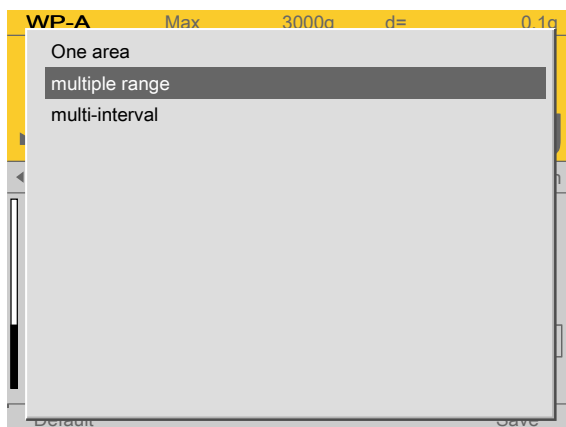 WP-A Max 3000g d= 0.1g
One area
multiple range
multi-interval
Default Save